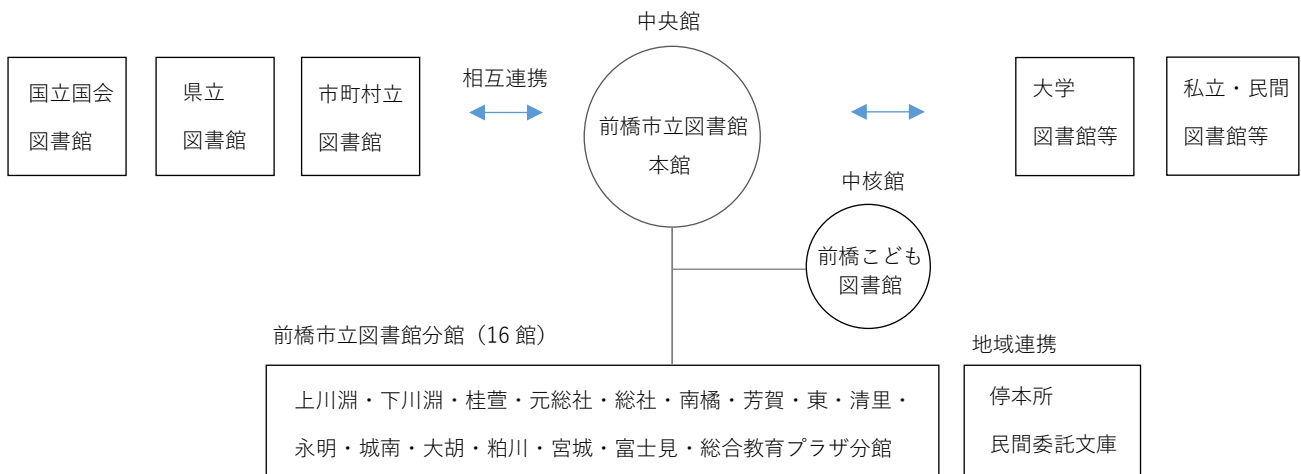 中央館
国立国会
図書館
県立
図書館
市町村立
図書館
相互連携
前橋市立図書館
本館
大学
図書館等
私立・民間
図書館等
中核館
前橋こども
図書館
前橋市立図書館分館（16 館）
上川淵・下川淵・桂萱・元総社・総社・南橘・芳賀・東・清里・
永明・城南・大胡・粕川・宮城・富士見・総合教育プラザ分館
地域連携
停本所
民間委託文庫